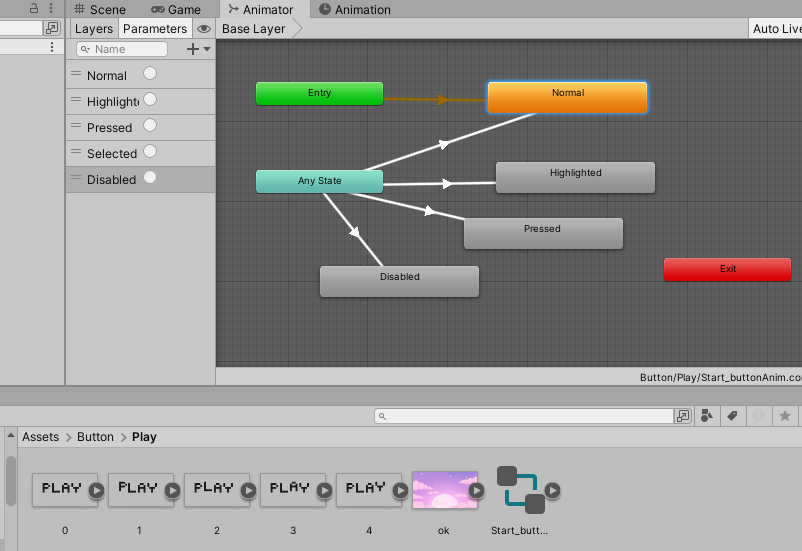 Scene
Game
Animator
Animation
Layers
Parameters
Base Layer
Auto Live
Name
Normal
Highlighte
Pressed
Selected
Disabled
Entry
Normal
Any State
Highlighted
Pressed
Disabled
Exit
Button/Play/Start_buttonAnim.co
Assets > Button > Play
PLAY
PLAY
PLAY
PLAY
PLAY
0
1
2
3
4
ok
Start_butt...